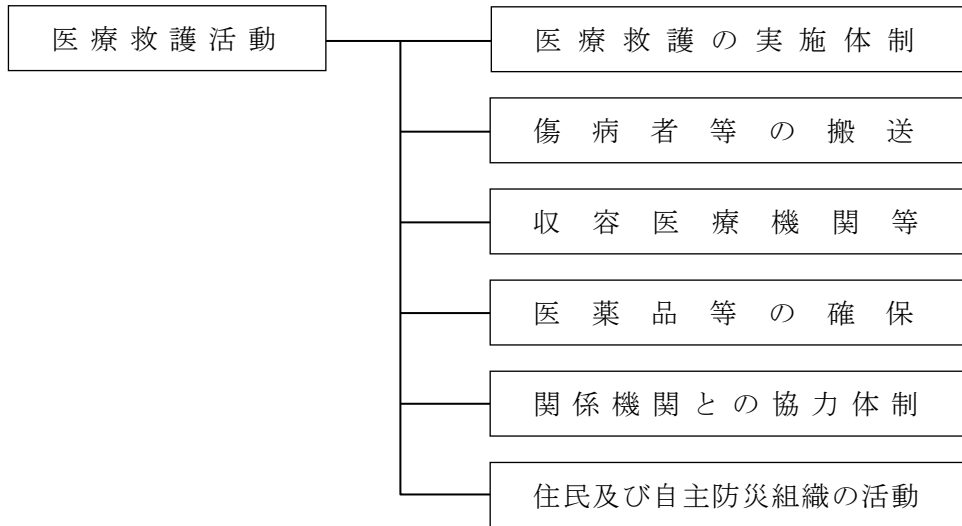 医療救護活動
医療救護の実施体制
傷病者等の搬送
収容医療機関等
医薬品等の確保
関係機関との協力体制
住民及び自主防災組織の活動